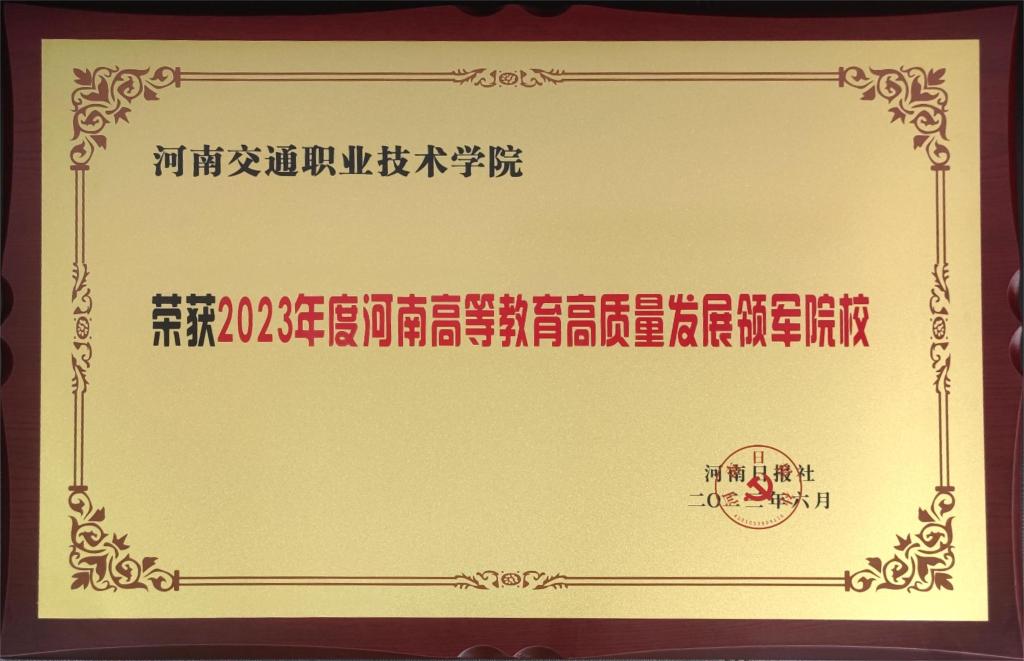 河南交通职业技术学院
荣获2023年度河南高等教育高质量发展领军院校
河南日报社
二〇二三年六月